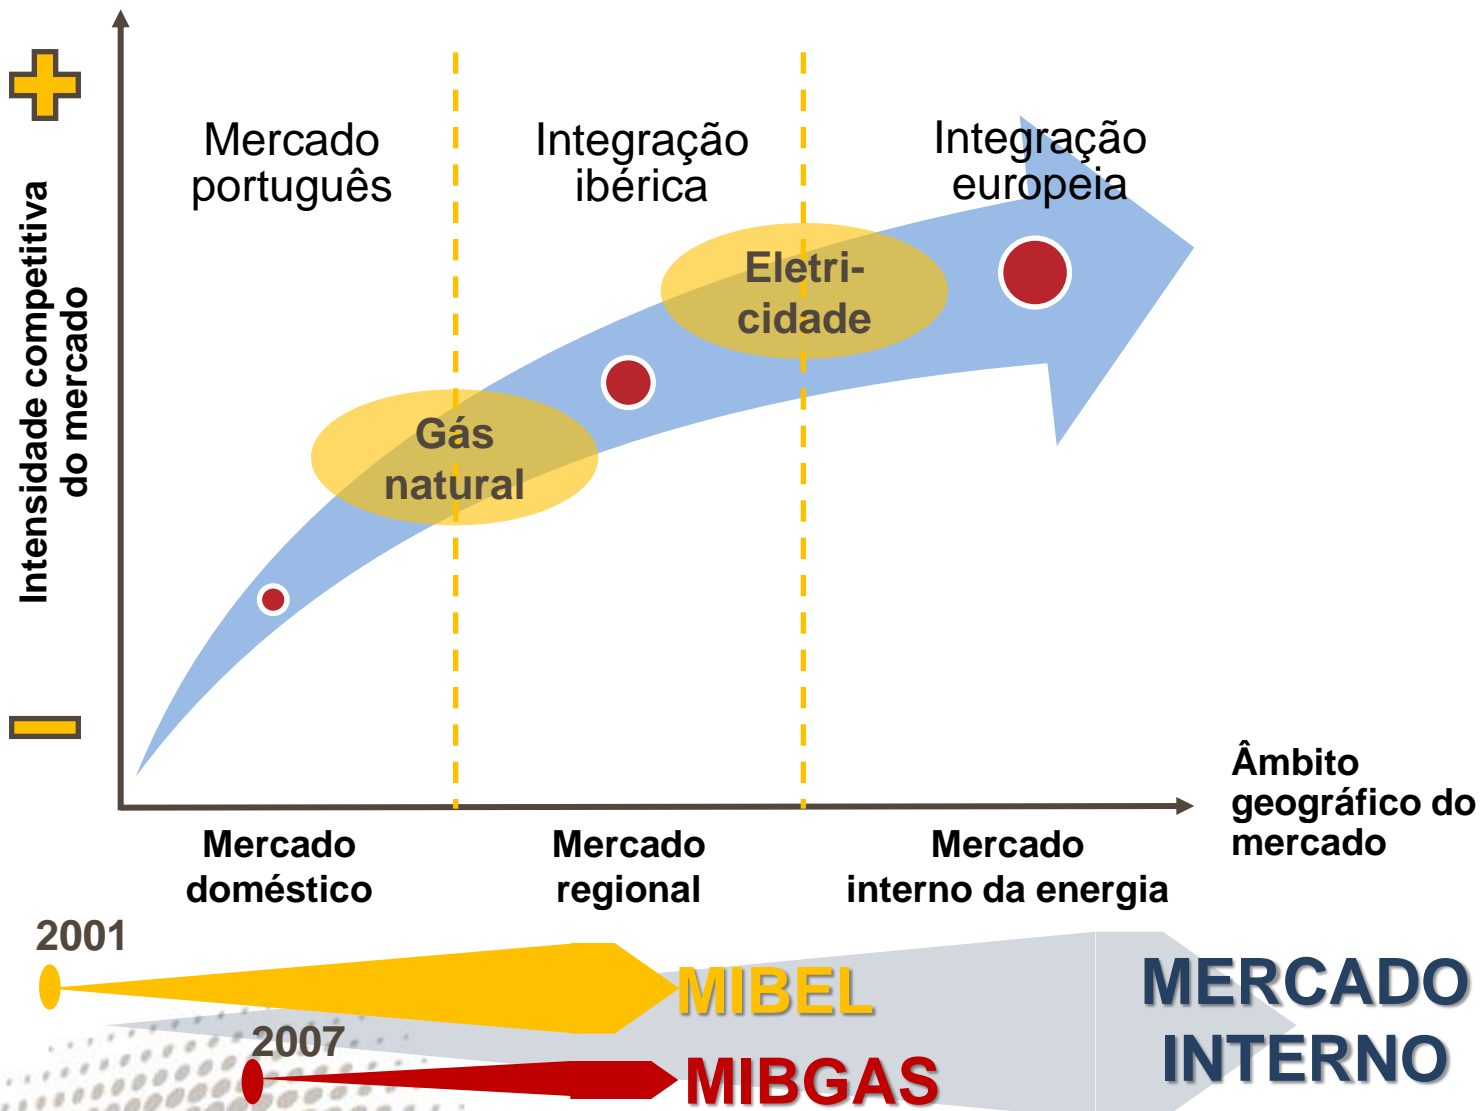 Mercado
português
Integração
ibérica
Integração
europeia
Intensidade competitiva
do mercado
Eletri-
cidade
Gás
natural
Âmbito
geográfico do
mercado
Mercado
doméstico
Mercado
regional
Mercado
interno da energia
2001
MIBEL
MERCADO
INTERNO
2007
MIBGAS